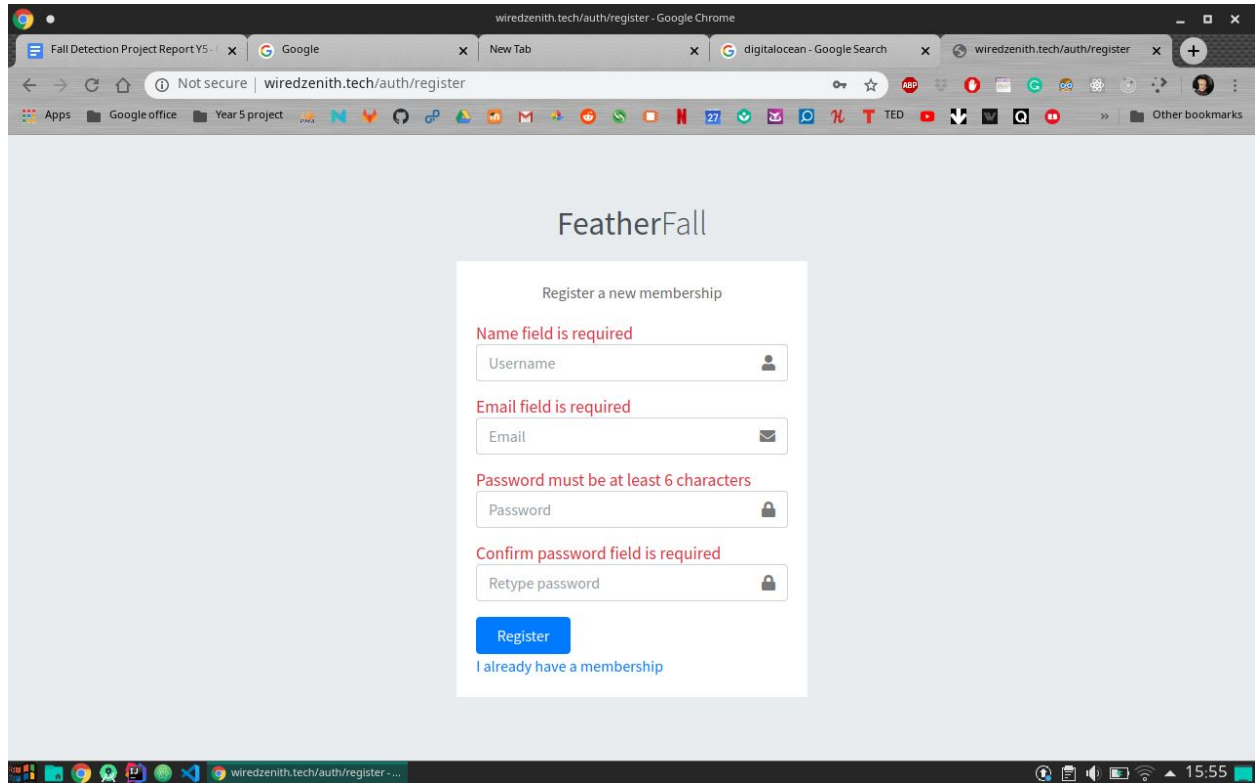 wiredzenith.tech/auth/register - Google Chrome
Fall Detection Project Report Y5 -
Google
New Tab
digitalocean - Google Search
wiredzenith.tech/auth/register
Not secure | wiredzenith.tech/auth/register
ABP
Apps
Google office
Year 5 project
27
TED
Other bookmarks
FeatherFall
Register a new membership
Name field is required
Username
Email field is required
Email
Password must be at least 6 characters
Password
Confirm password field is required
Retype password
Register
I already have a membership
wiredzenith.tech/auth/register - ...
15:55